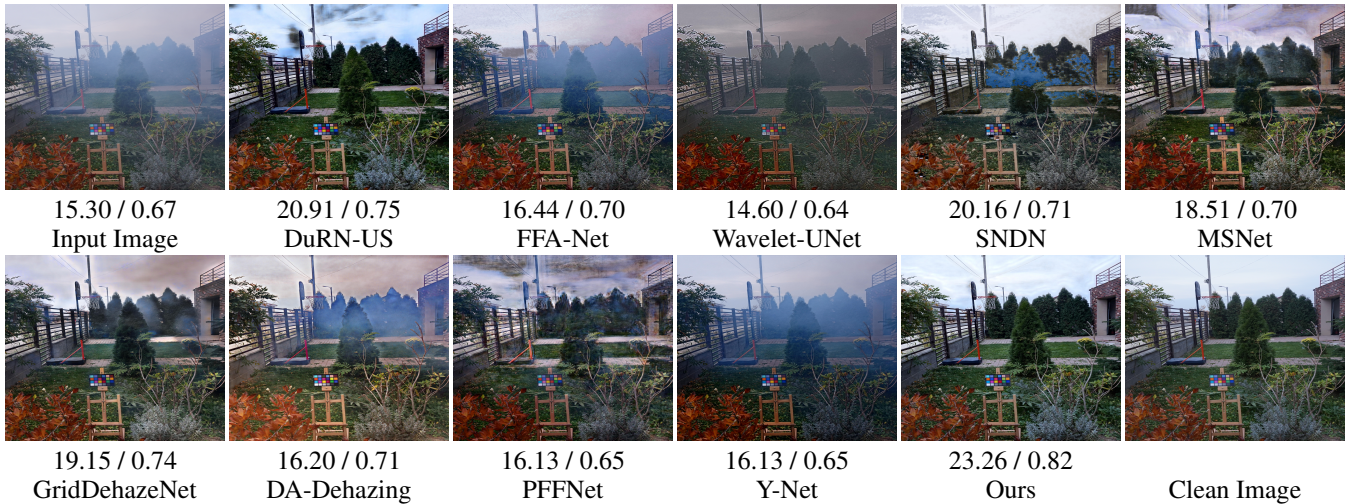 15.30 / 0.67 20.91 / 0.75 16.44 / 0.70 14.60 / 0.64 20.16 / 0.71 18.51 / 0.70
Input Image DuRN-US FFA-Net Wavelet-UNet SNDN MSNet
19.15 / 0.74 16.20 / 0.71 16.13 / 0.65 16.13 / 0.65 23.26 / 0.82
GridDehazeNet DA-Dehazing PFFNet Y-Net Ours Clean Image